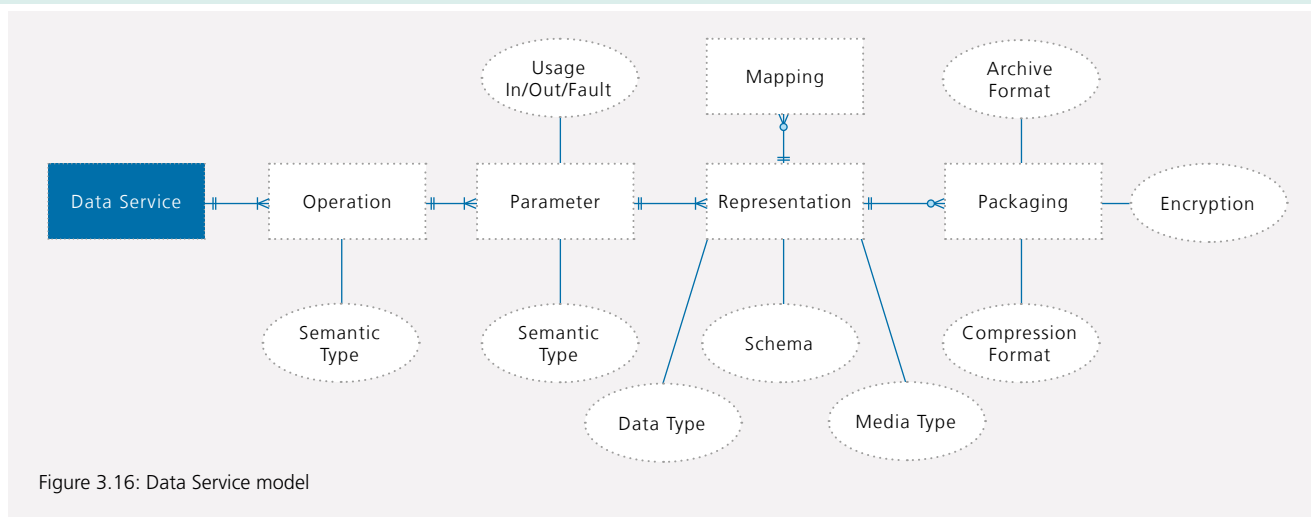 Usage
In/Out/Fault
Mapping
Archive
Format
Data Service
Operation
Parameter
Representation
Packaging
Encryption
Semantic
Type
Semantic
Type
Schema
Compression
Format
Data Type
Media Type
Figure 3.16: Data Service model